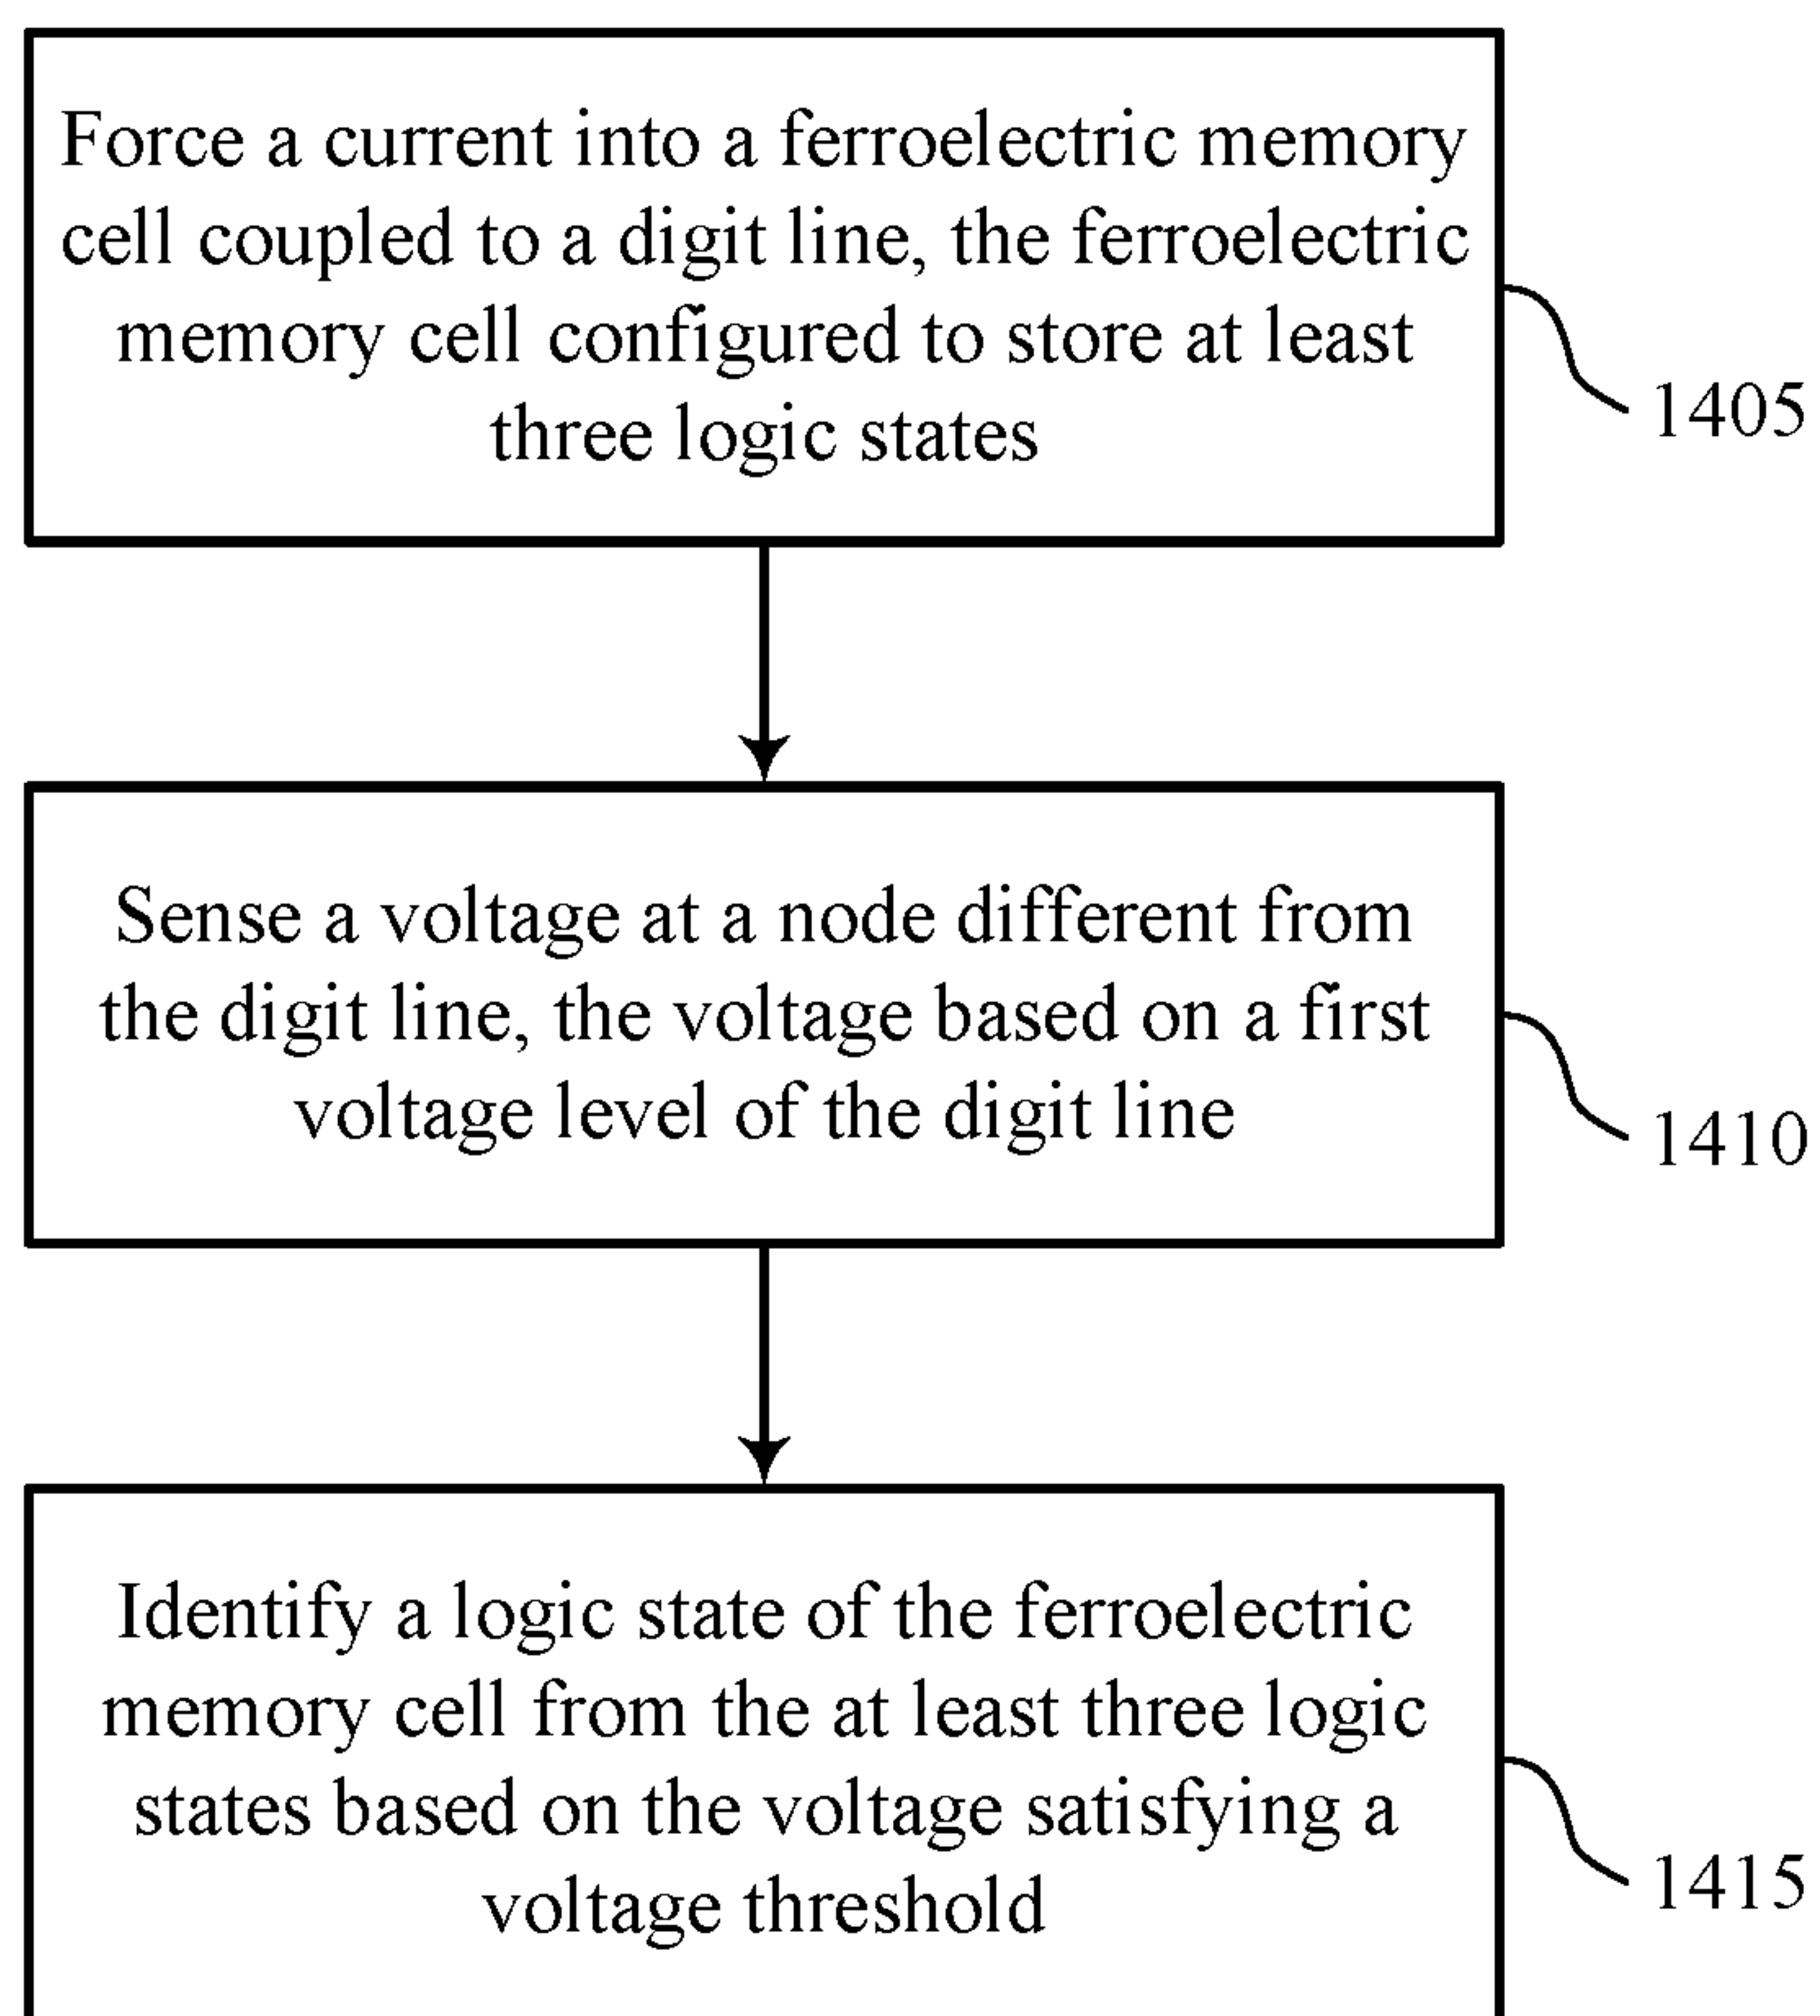 Force a current into a ferroelectric memory
cell coupled to a digit line, the ferroelectric
memory cell configured to store at least
three logic states
1405
Sense a voltage at a node different from
the digit line, the voltage based on a first
voltage level of the digit line
1410
Identify a logic state of the ferroelectric
memory cell from the at least three logic
states based on the voltage satisfying a
voltage threshold
1415